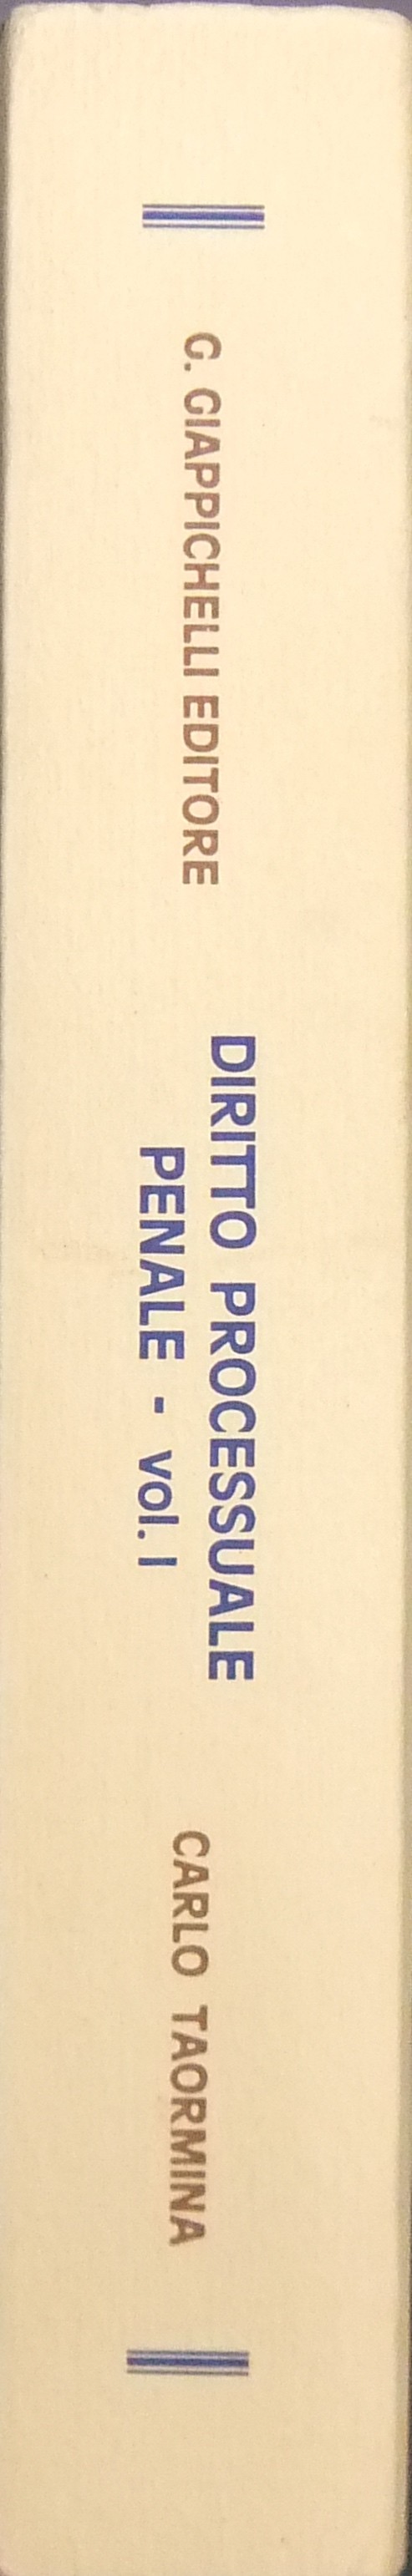 G. GIAPPICHELLI EDITORE
DIRITTO PROCESSUALE
PENALE - vol. I
CARLO TAORMINA